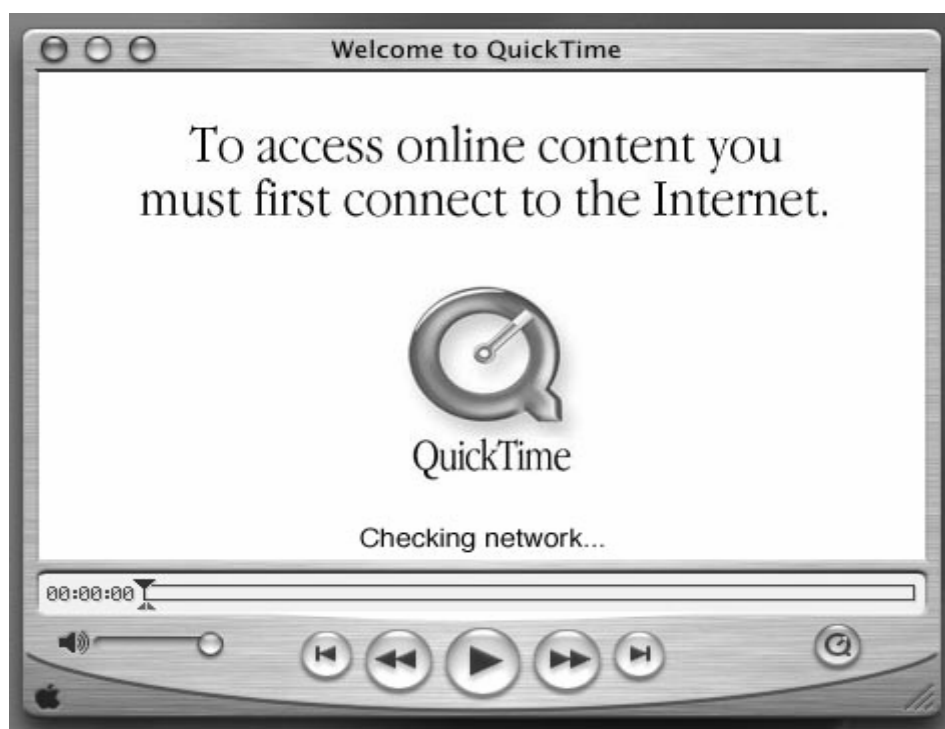 Welcome to QuickTime
To access online content you
must first connect to the Internet.
QuickTime
Checking network...
00:00:00